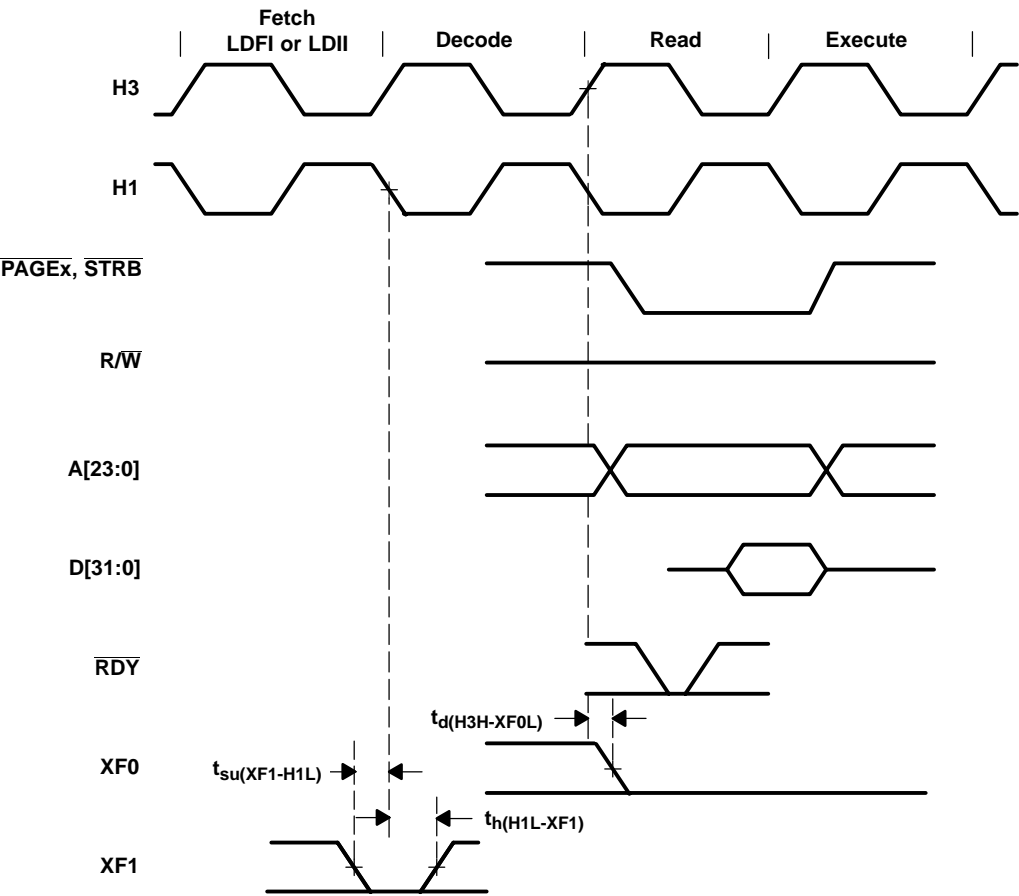 Fetch
LDFI or LDII
Decode
Read
Execute
H3
H1
PAGEx, STRB
R/W
A[23:0]
D[31:0]
RDY
td(H3H-XF0L)
XF0
tsu(XF1-H1L)
th(H1L-XF1)
XF1